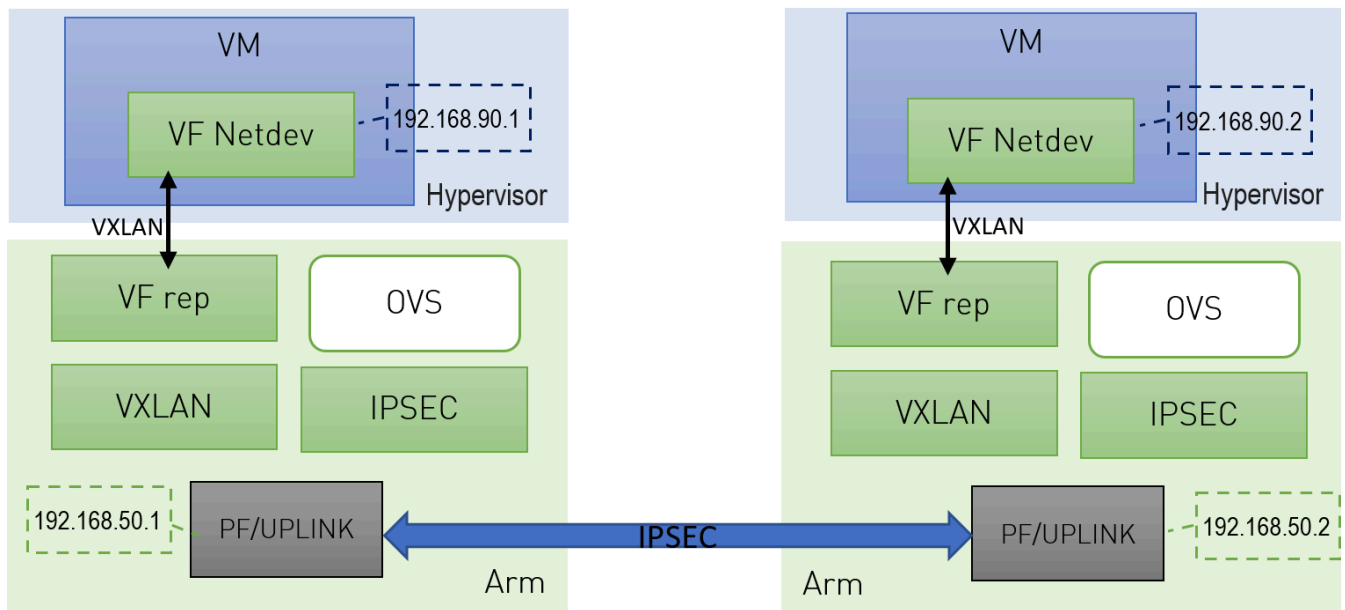 VM
VF Netdev
192.168.90.1
Hypervisor
VXLAN
VF rep
OVS
VXLAN
IPSEC
192.168.50.1
PF/UPLINK
Arm
IPSEC
VM
VF Netdev
192.168.90.2
Hypervisor
VXLAN
VF rep
OVS
VXLAN
IPSEC
PF/UPLINK
192.168.50.2
Arm